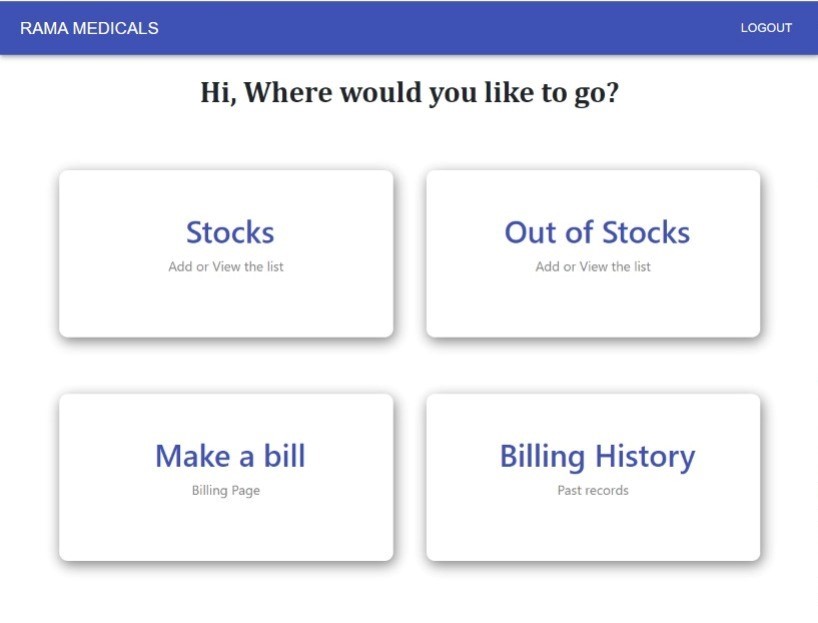 RAMA MEDICALS
LOGOUT
Hi, Where would you like to go?
Stocks
Add or View the list
Out of Stocks
Add or View the list
Make a bill
Billing Page
Billing History
Past records